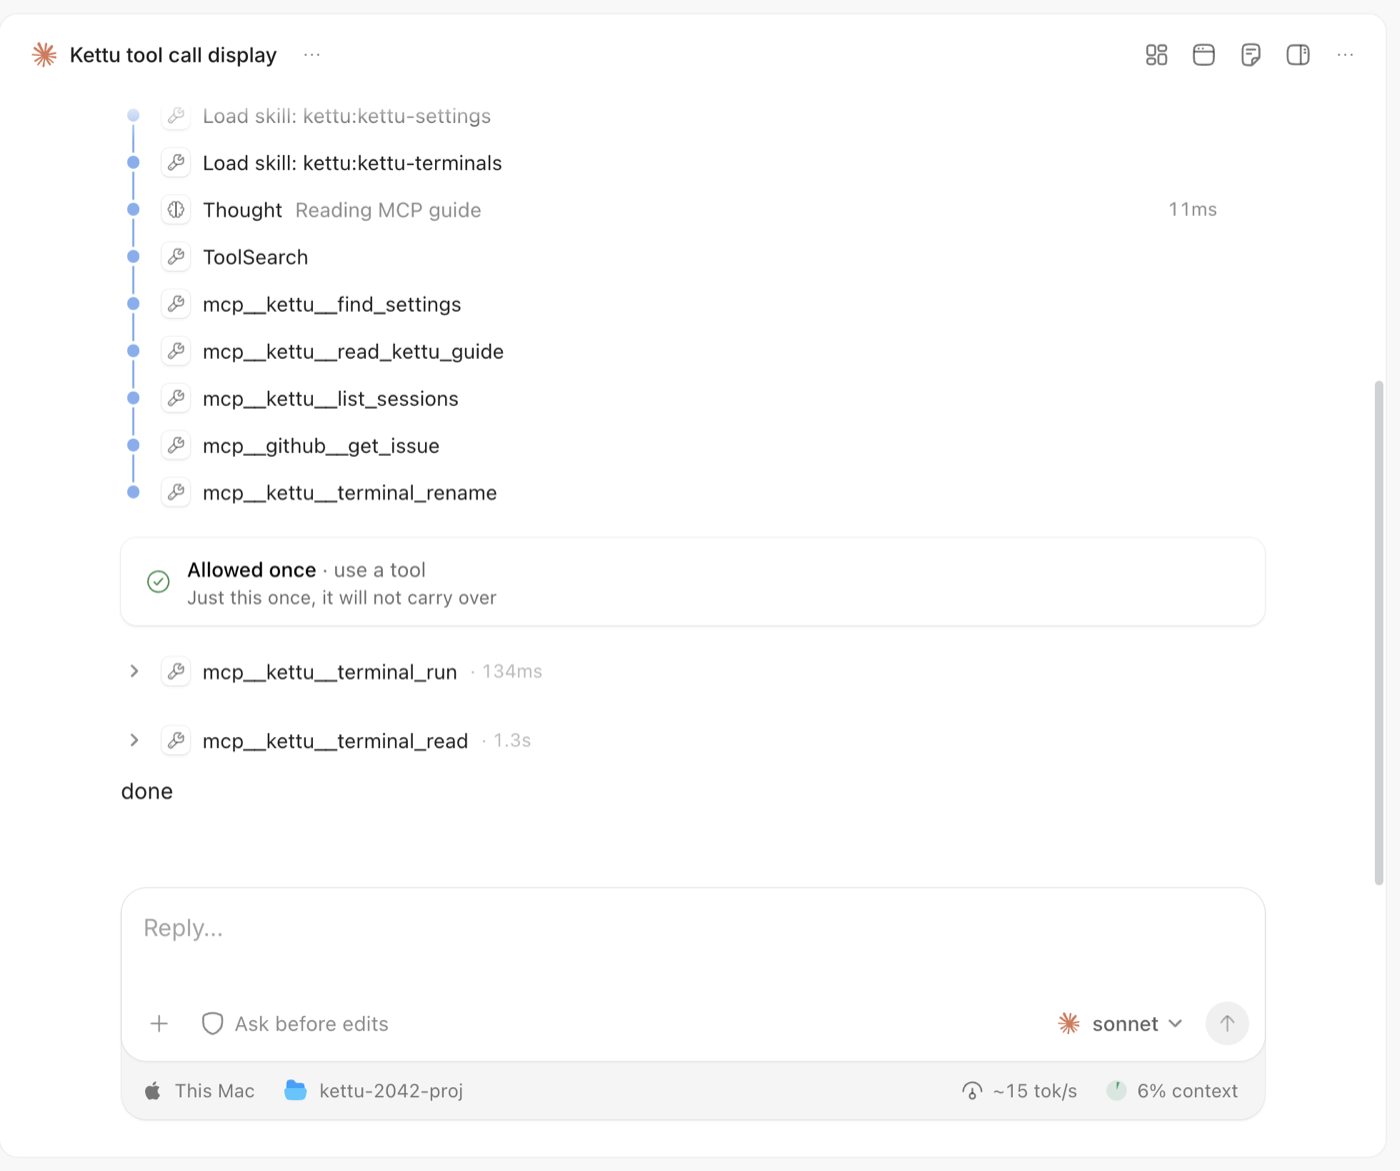 Kettu tool call display
Load skill: kettu:kettu-settings
Load skill: kettu:kettu-terminals
Thought Reading MCP guide 11ms
ToolSearch
mcp__kettu__find_settings
mcp__kettu__read_kettu_guide
mcp__kettu__list_sessions
mcp__github__get_issue
mcp__kettu__terminal_rename
Allowed once · use a tool
Just this once, it will not carry over
mcp__kettu__terminal_run · 134ms
mcp__kettu__terminal_read · 1.3s
done
Reply...
Ask before edits sonnet
This Mac kettu-2042-proj ~15 tok/s 6% context